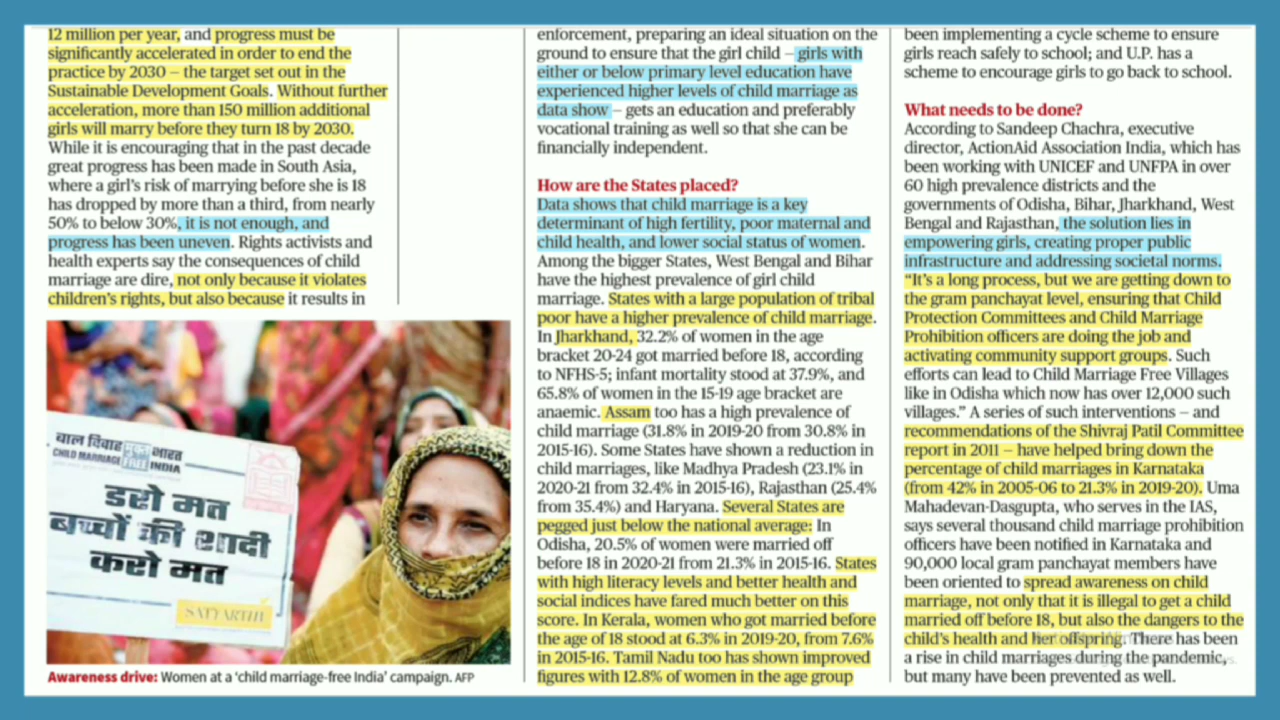 12 million per year, and progress must be
significantly accelerated in order to end the
practice by 2030 – the target set out in the
Sustainable Development Goals. Without further
acceleration, more than 150 million additional
girls will marry before they turn 18 by 2030.
While it is encouraging that in the past decade
great progress has been made in South Asia,
where a girl's risk of marrying before she is 18
has dropped by more than a third, from nearly
50% to below 30%, it is not enough, and
progress has been uneven. Rights activists and
health experts say the consequences of child
marriage are dire, not only because it violates
children's rights, but also because it results in
बाल विवाह मुक्त भारत
CHILD MARRIAGE FREE INDIA
डरो मत
बच्चों की शादी
करो मत
SATYARTHI
Awareness drive: Women at a 'child marriage-free India' campaign. AFP
enforcement, preparing an ideal situation on the
ground to ensure that the girl child – girls with
either or below primary level education have
experienced higher levels of child marriage as
data show – gets an education and preferably
vocational training as well so that she can be
financially independent.
How are the States placed?
Data shows that child marriage is a key
determinant of high fertility, poor maternal and
child health, and lower social status of women.
Among the bigger States, West Bengal and Bihar
have the highest prevalence of girl child
marriage. States with a large population of tribal
poor have a higher prevalence of child marriage.
In Jharkhand, 32.2% of women in the age
bracket 20-24 got married before 18, according
to NFHS-5; infant mortality stood at 37.9%, and
65.8% of women in the 15-19 age bracket are
anaemic. Assam too has a high prevalence of
child marriage (31.8% in 2019-20 from 30.8% in
2015-16). Some States have shown a reduction in
child marriages, like Madhya Pradesh (23.1% in
2020-21 from 32.4% in 2015-16), Rajasthan (25.4%
from 35.4%) and Haryana. Several States are
pegged just below the national average: In
Odisha, 20.5% of women were married off
before 18 in 2020-21 from 21.3% in 2015-16. States
with high literacy levels and better health and
social indices have fared much better on this
score. In Kerala, women who got married before
the age of 18 stood at 6.3% in 2019-20, from 7.6%
in 2015-16. Tamil Nadu too has shown improved
figures with 12.8% of women in the age group
been implementing a cycle scheme to ensure
girls reach safely to school; and U.P. has a
scheme to encourage girls to go back to school.
What needs to be done?
According to Sandeep Chachra, executive
director, ActionAid Association India, which has
been working with UNICEF and UNFPA in over
60 high prevalence districts and the
governments of Odisha, Bihar, Jharkhand, West
Bengal and Rajasthan, the solution lies in
empowering girls, creating proper public
infrastructure and addressing societal norms.
"It's a long process, but we are getting down to
the gram panchayat level, ensuring that Child
Protection Committees and Child Marriage
Prohibition officers are doing the job and
activating community support groups. Such
efforts can lead to Child Marriage Free Villages
like in Odisha which now has over 12,000 such
villages." A series of such interventions – and
recommendations of the Shivraj Patil Committee
report in 2011 – have helped bring down the
percentage of child marriages in Karnataka
(from 42% in 2005-06 to 21.3% in 2019-20). Uma
Mahadevan-Dasgupta, who serves in the IAS,
says several thousand child marriage prohibition
officers have been notified in Karnataka and
90,000 local gram panchayat members have
been oriented to spread awareness on child
marriage, not only that it is illegal to get a child
married off before 18, but also the dangers to the
child's health and her offspring. There has been
a rise in child marriages during the pandemic,
but many have been prevented as well.